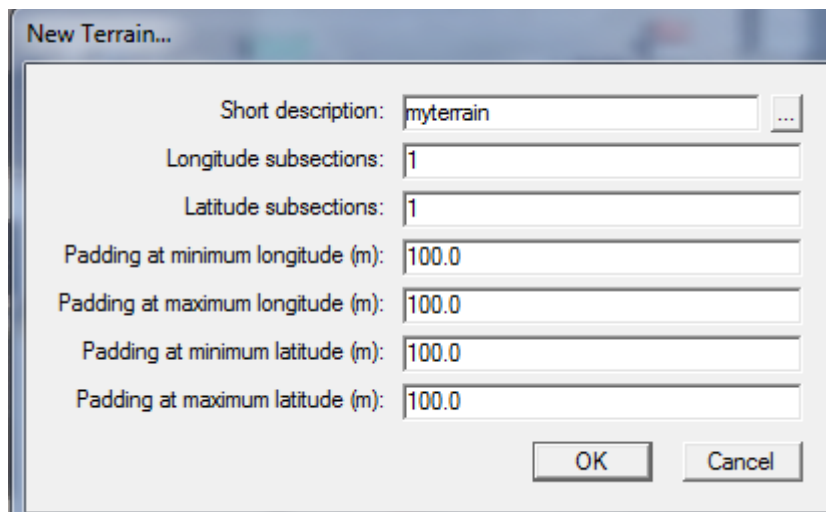 New Terrain...
Short description: myterrain ...
Longitude subsections: 1
Latitude subsections: 1
Padding at minimum longitude (m): 100.0
Padding at maximum longitude (m): 100.0
Padding at minimum latitude (m): 100.0
Padding at maximum latitude (m): 100.0
OK Cancel